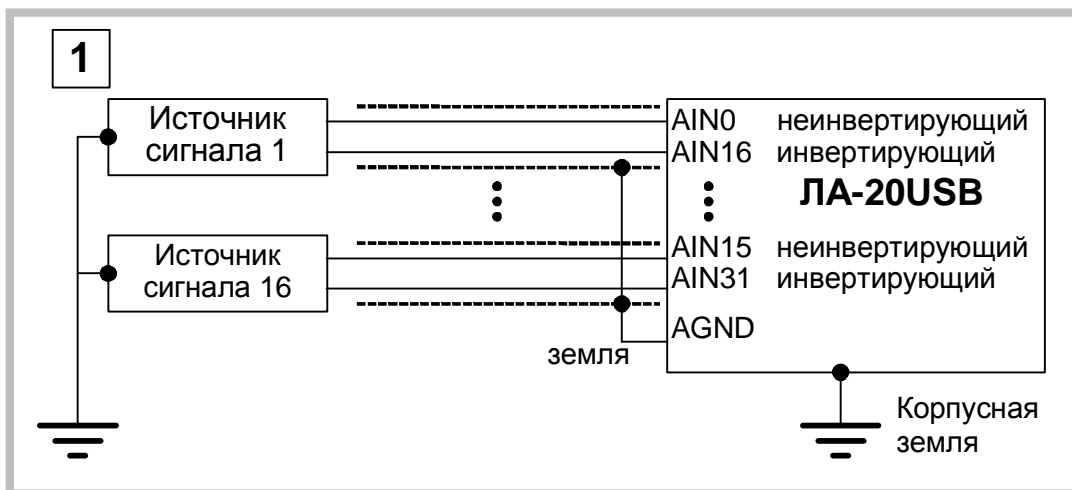 1
Источник
сигнала 1
AIN0 неинвертирующий
AIN16 инвертирующий
ЛА-20USB
Источник
сигнала 16
AIN15 неинвертирующий
AIN31 инвертирующий
AGND
земля
Корпусная
земля